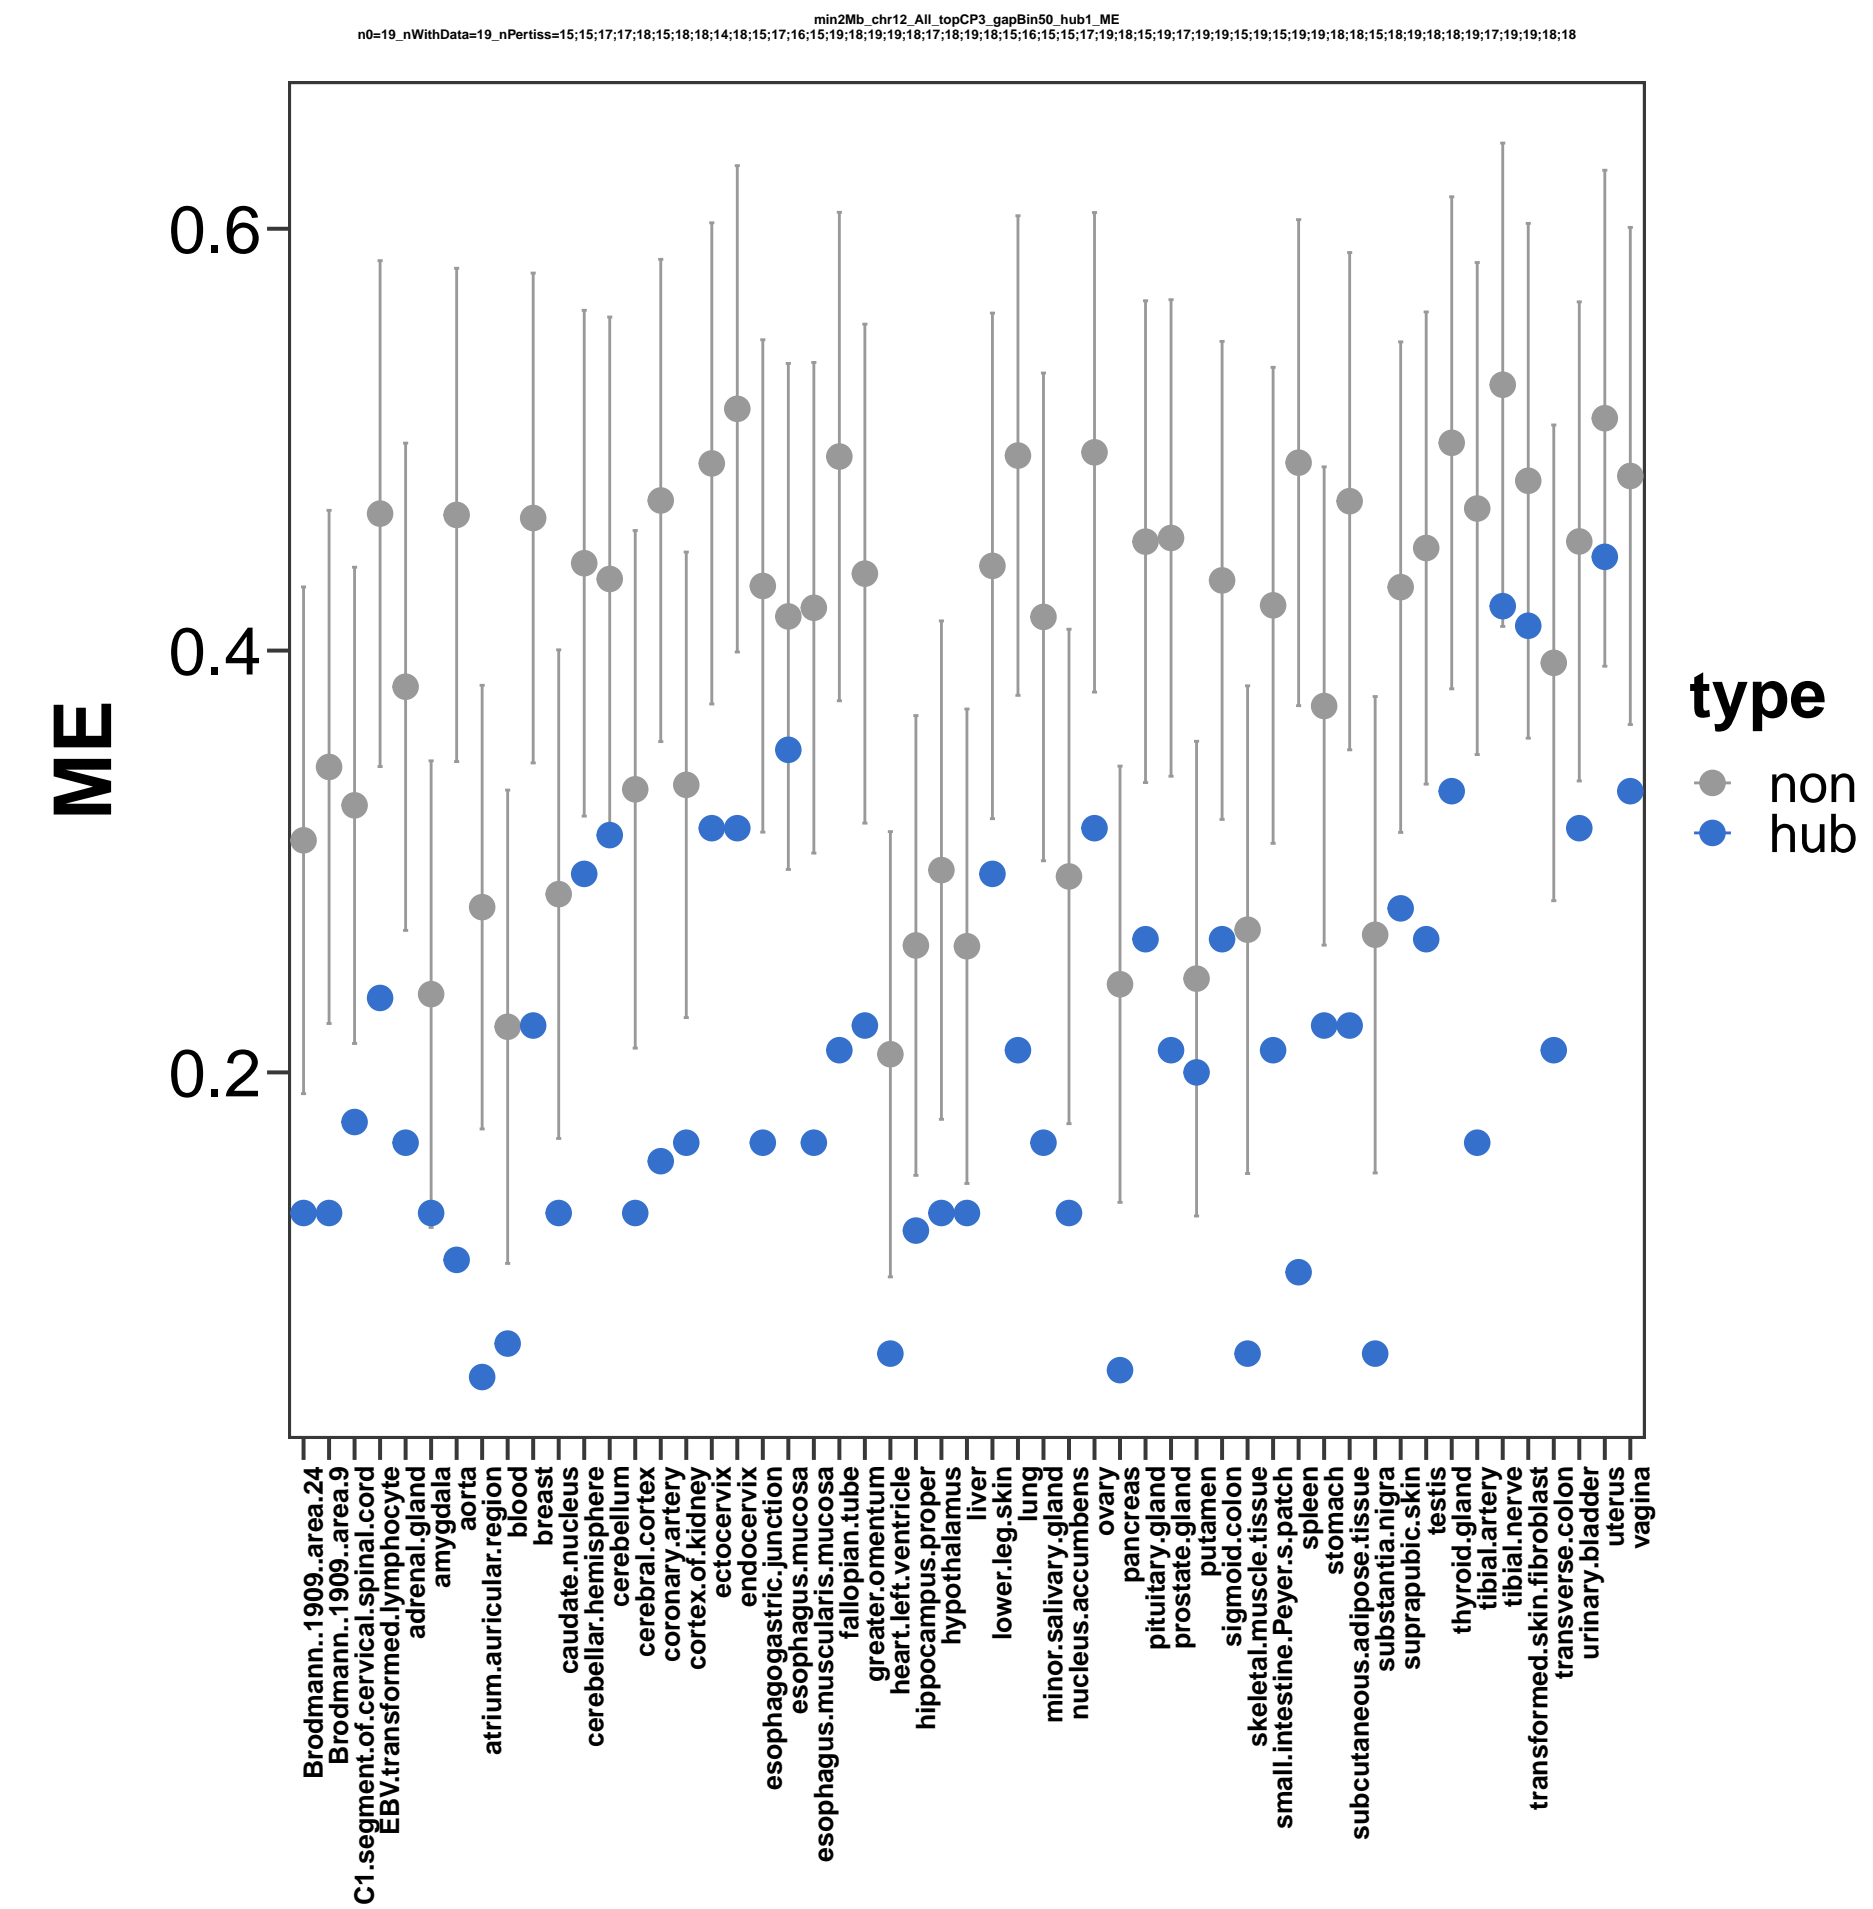 min2Mb_chr12_All_topCP3_gapBin50_hub1_ME
n0=19_nWithData=19_nPertiss=15;15;17;17;18;15;18;18;14;18;15;17;16;15;19;18;19;19;18;17;18;19;18;15;16;15;15;17;19;18;15;19;17;19;19;15;19;15;19;19;18;18;15;18;19;18;18;19;17;19;19;18;18
0.6
0.4
0.2
ME
type
non
hub
Brodmann..1909..area.24
Brodmann..1909..area.9
C1.segment.of.cervical.spinal.cord
EBV.transformed.lymphocyte
adrenal.gland
amygdala
aorta
atrium.auricular.region
blood
breast
caudate.nucleus
cerebellar.hemisphere
cerebellum
cerebral.cortex
coronary.artery
cortex.of.kidney
ectocervix
endocervix
esophagogastric.junction
esophagus.mucosa
esophagus.muscularis.mucosa
fallopian.tube
greater.omentum
heart.left.ventricle
hippocampus.proper
hypothalamus
liver
lower.leg.skin
lung
minor.salivary.gland
nucleus.accumbens
ovary
pancreas
pituitary.gland
prostate.gland
putamen
sigmoid.colon
skeletal.muscle.tissue
small.intestine.Peyer.s.patch
spleen
stomach
subcutaneous.adipose.tissue
substantia.nigra
suprapubic.skin
testis
thyroid.gland
tibial.artery
tibial.nerve
transformed.skin.fibroblast
transverse.colon
urinary.bladder
uterus
vagina